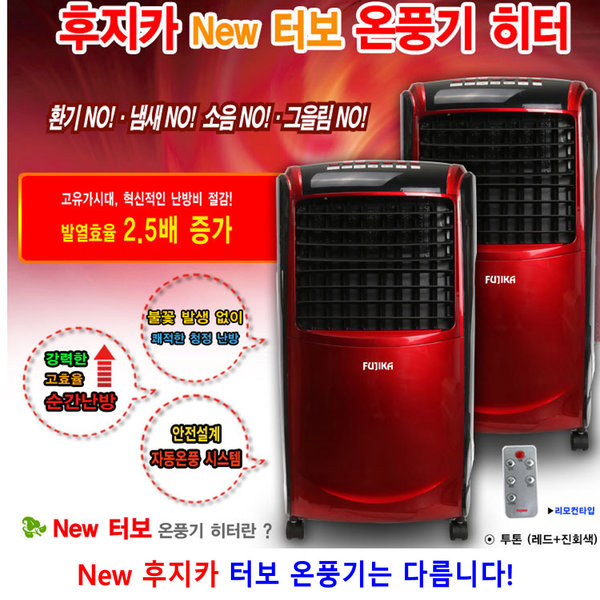 후지카 New 터보 온풍기 히터
환기 NO! · 냄새 NO! 소음 NO! · 그을림 NO!
고유가시대, 혁신적인 난방비 절감!
발열효율 2.5배 증가
불꽃 발생 없이
쾌적한 청정 난방
강력한
고효율
순간난방
안전설계
자동온풍 시스템
FUJIKA
FUJIKA
▶리모컨타입
⊙ 투톤 (레드+진회색)
New 터보 온풍기 히터란 ?
New 후지카 터보 온풍기는 다릅니다!